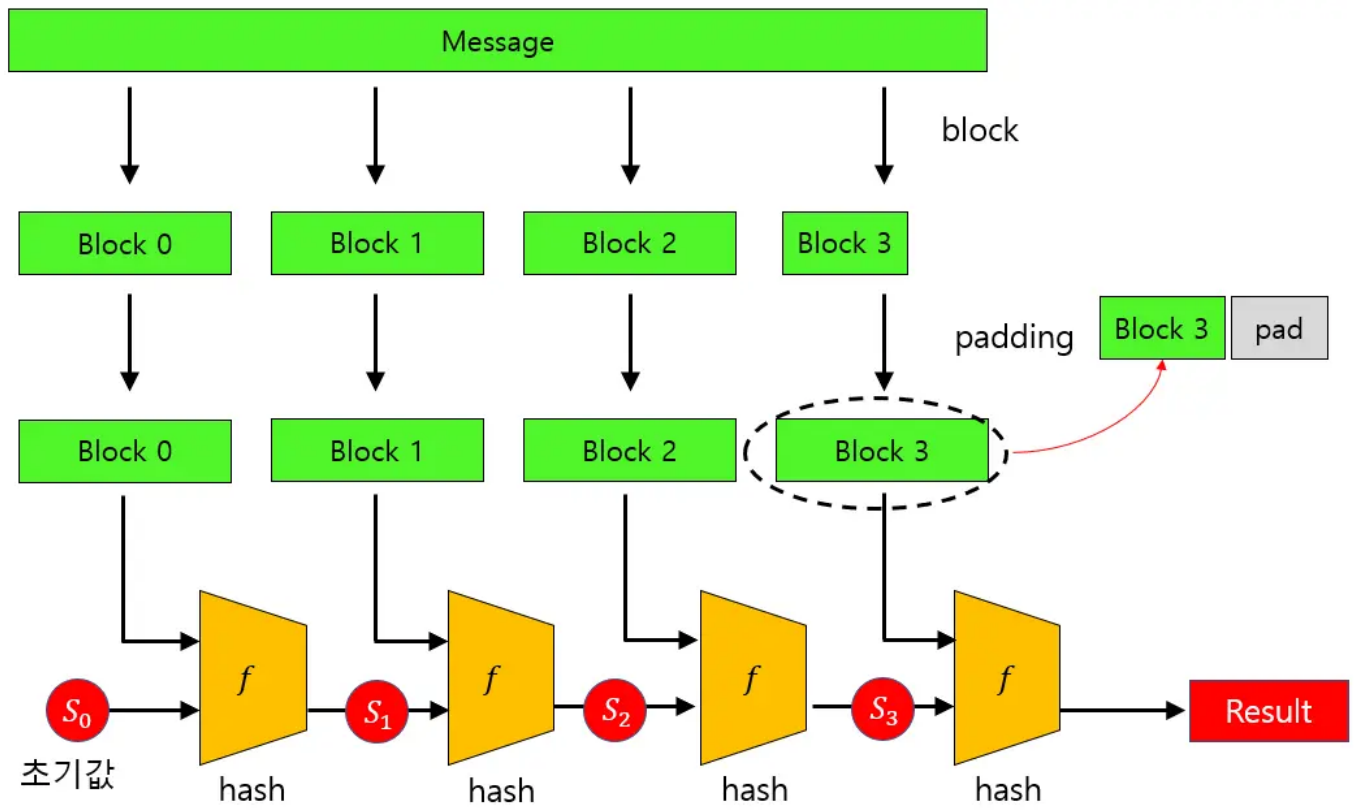 Message
block
Block 0
Block 1
Block 2
Block 3
padding
Block 3
pad
Block 0
Block 1
Block 2
Block 3
f
f
f
f
S₀
S₁
S₂
S₃
Result
초기값
hash
hash
hash
hash